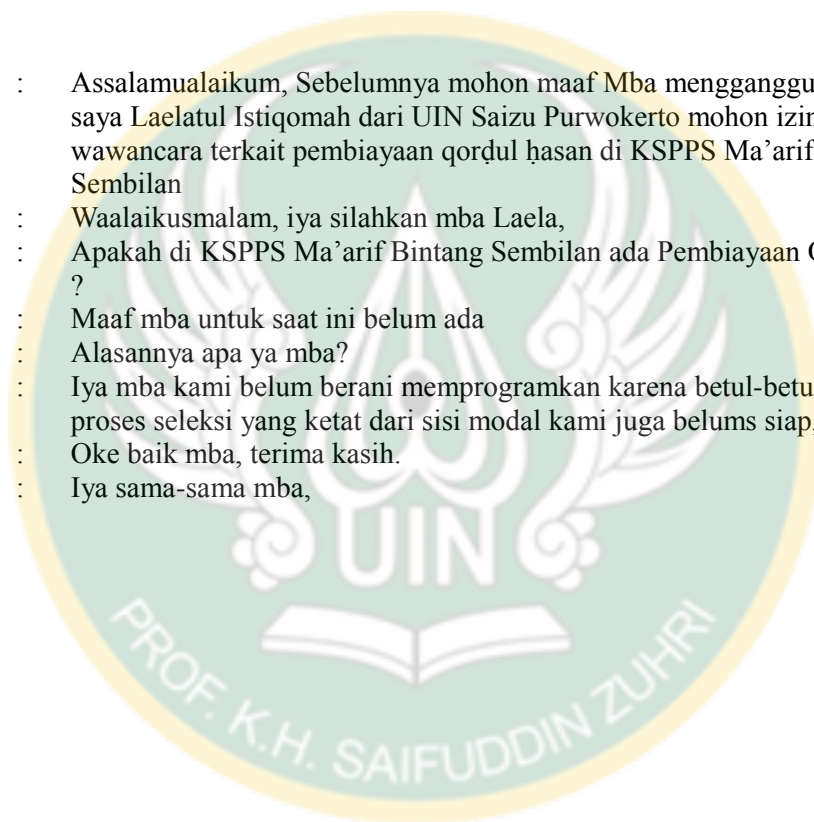 : Assalamualaikum, Sebelumnya mohon maaf Mba mengganggu
saya Laelatul Istiqomah dari UIN Saizu Purwokerto mohon izin
wawancara terkait pembiayaan qorḍul ḥasan di KSPPS Ma’arif
Sembilan
: Waalaikusmalam, iya silahkan mba Laela,
: Apakah di KSPPS Ma’arif Bintang Sembilan ada Pembiayaan
?
: Maaf mba untuk saat ini belum ada
: Alasannya apa ya mba?
: Iya mba kami belum berani memprogramkan karena betul-betu
proses seleksi yang ketat dari sisi modal kami juga belums siap,
: Oke baik mba, terima kasih.
: Iya sama-sama mba,
UIN
PROF. K.H. SAIFUDDIN ZUHRI